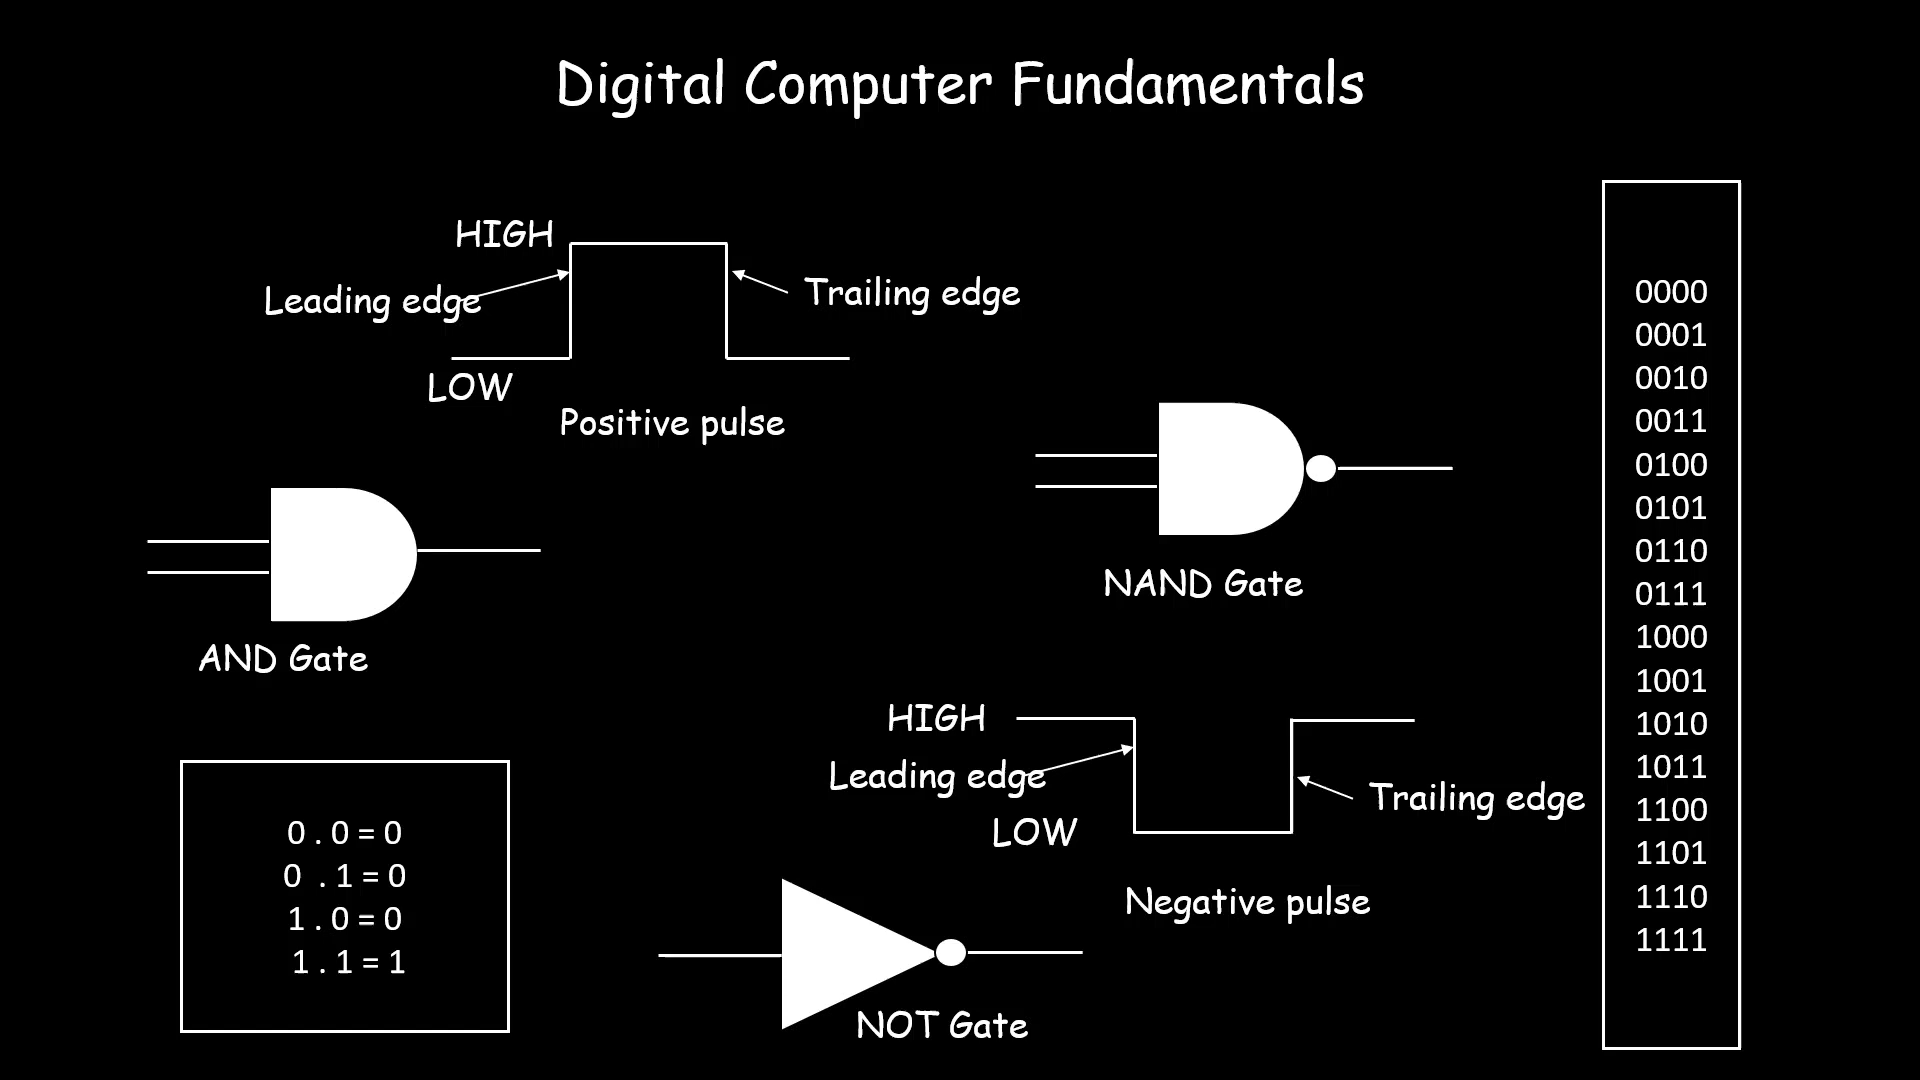 Digital Computer Fundamentals
HIGH
Leading edge
Trailing edge
LOW
Positive pulse
AND Gate
NAND Gate
0 . 0 = 0
0 . 1 = 0
1 . 0 = 0
1 . 1 = 1
HIGH
Leading edge
Trailing edge
LOW
Negative pulse
NOT Gate
0000
0001
0010
0011
0100
0101
0110
0111
1000
1001
1010
1011
1100
1101
1110
1111